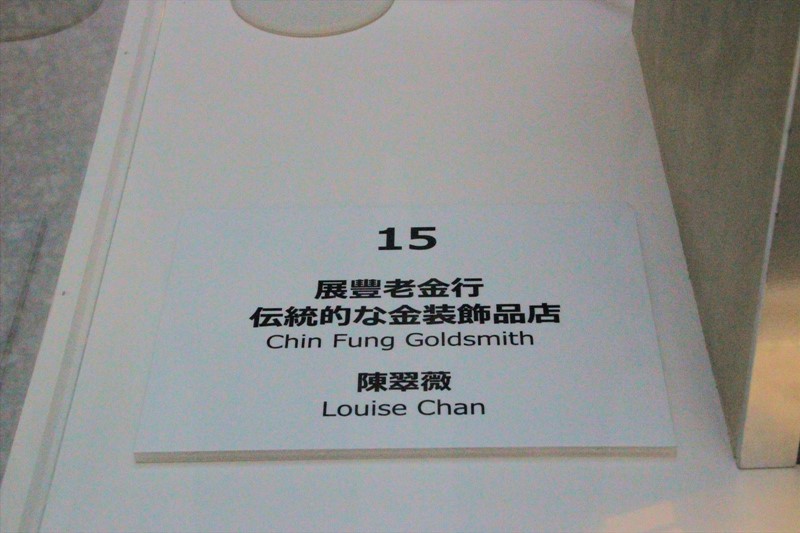 15
展豐老金行
伝統的な金装飾品店
Chin Fung Goldsmith
陳翠薇
Louise Chan